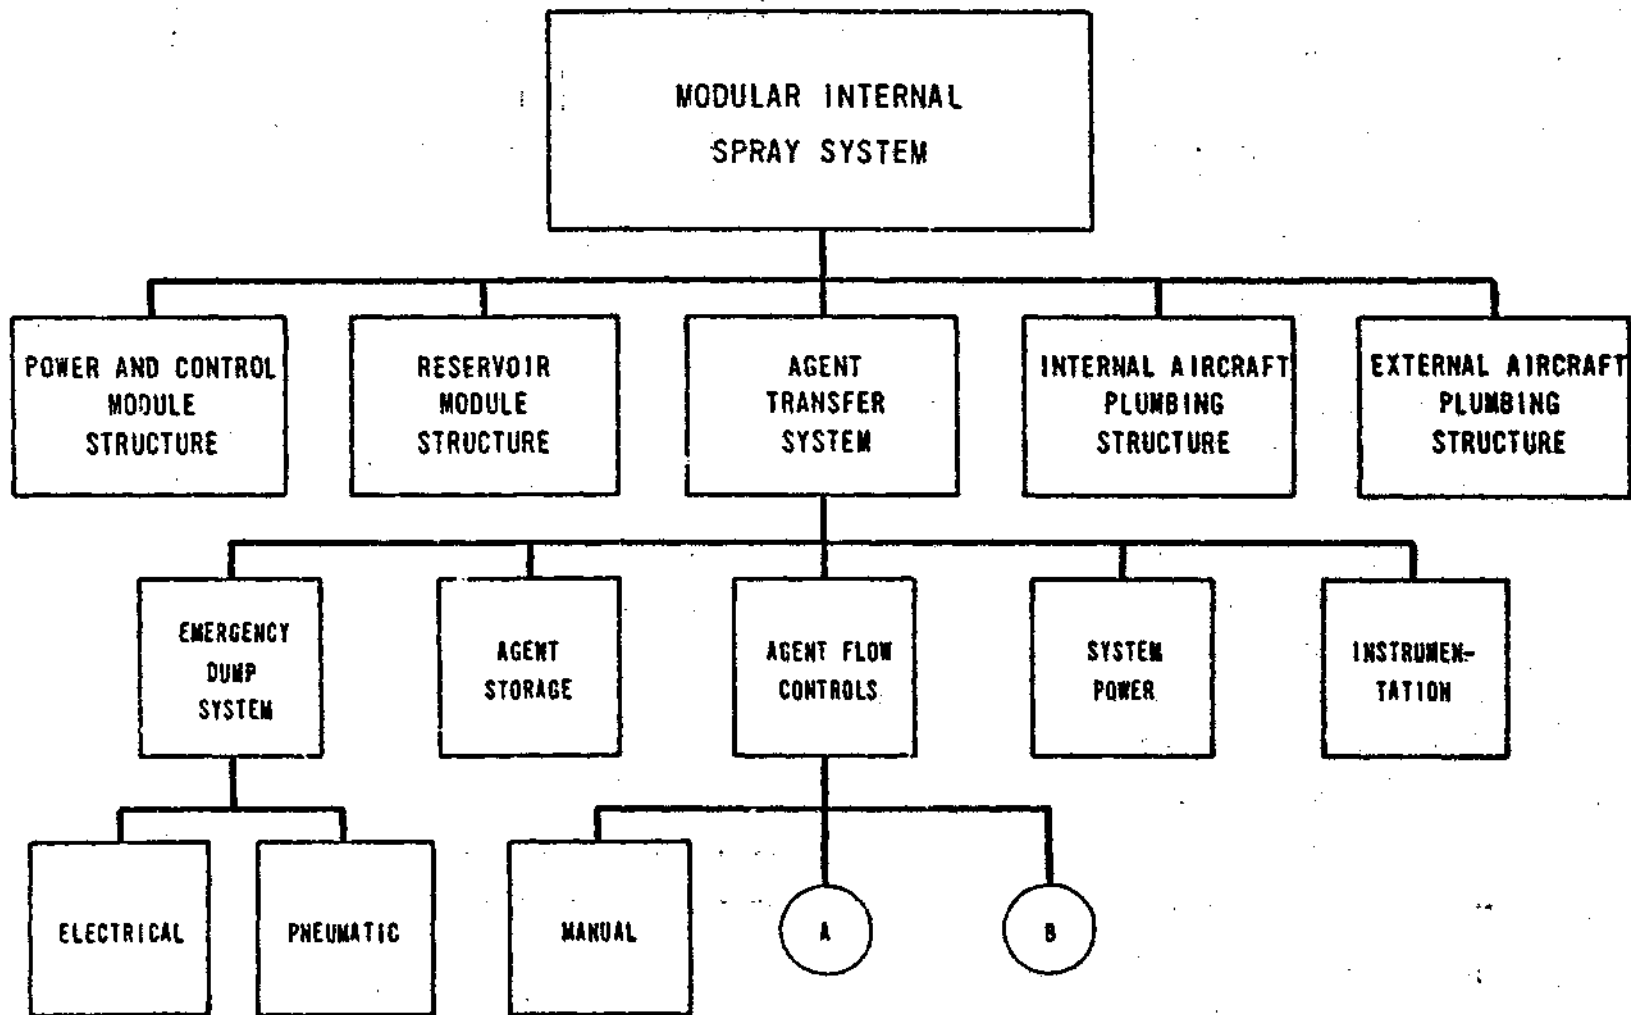 MODULAR INTERNAL
SPRAY SYSTEM
POWER AND CONTROL
MODULE
STRUCTURE
RESERVOIR
MODULE
STRUCTURE
AGENT
TRANSFER
SYSTEM
INTERNAL AIRCRAFT
PLUMBING
STRUCTURE
EXTERNAL AIRCRAFT
PLUMBING
STRUCTURE
EMERGENCY
DUMP
SYSTEM
AGENT
STORAGE
AGENT FLOW
CONTROLS
SYSTEM
POWER
INSTRUMEN-
TATION
ELECTRICAL
PNEUMATIC
MANUAL
A
B